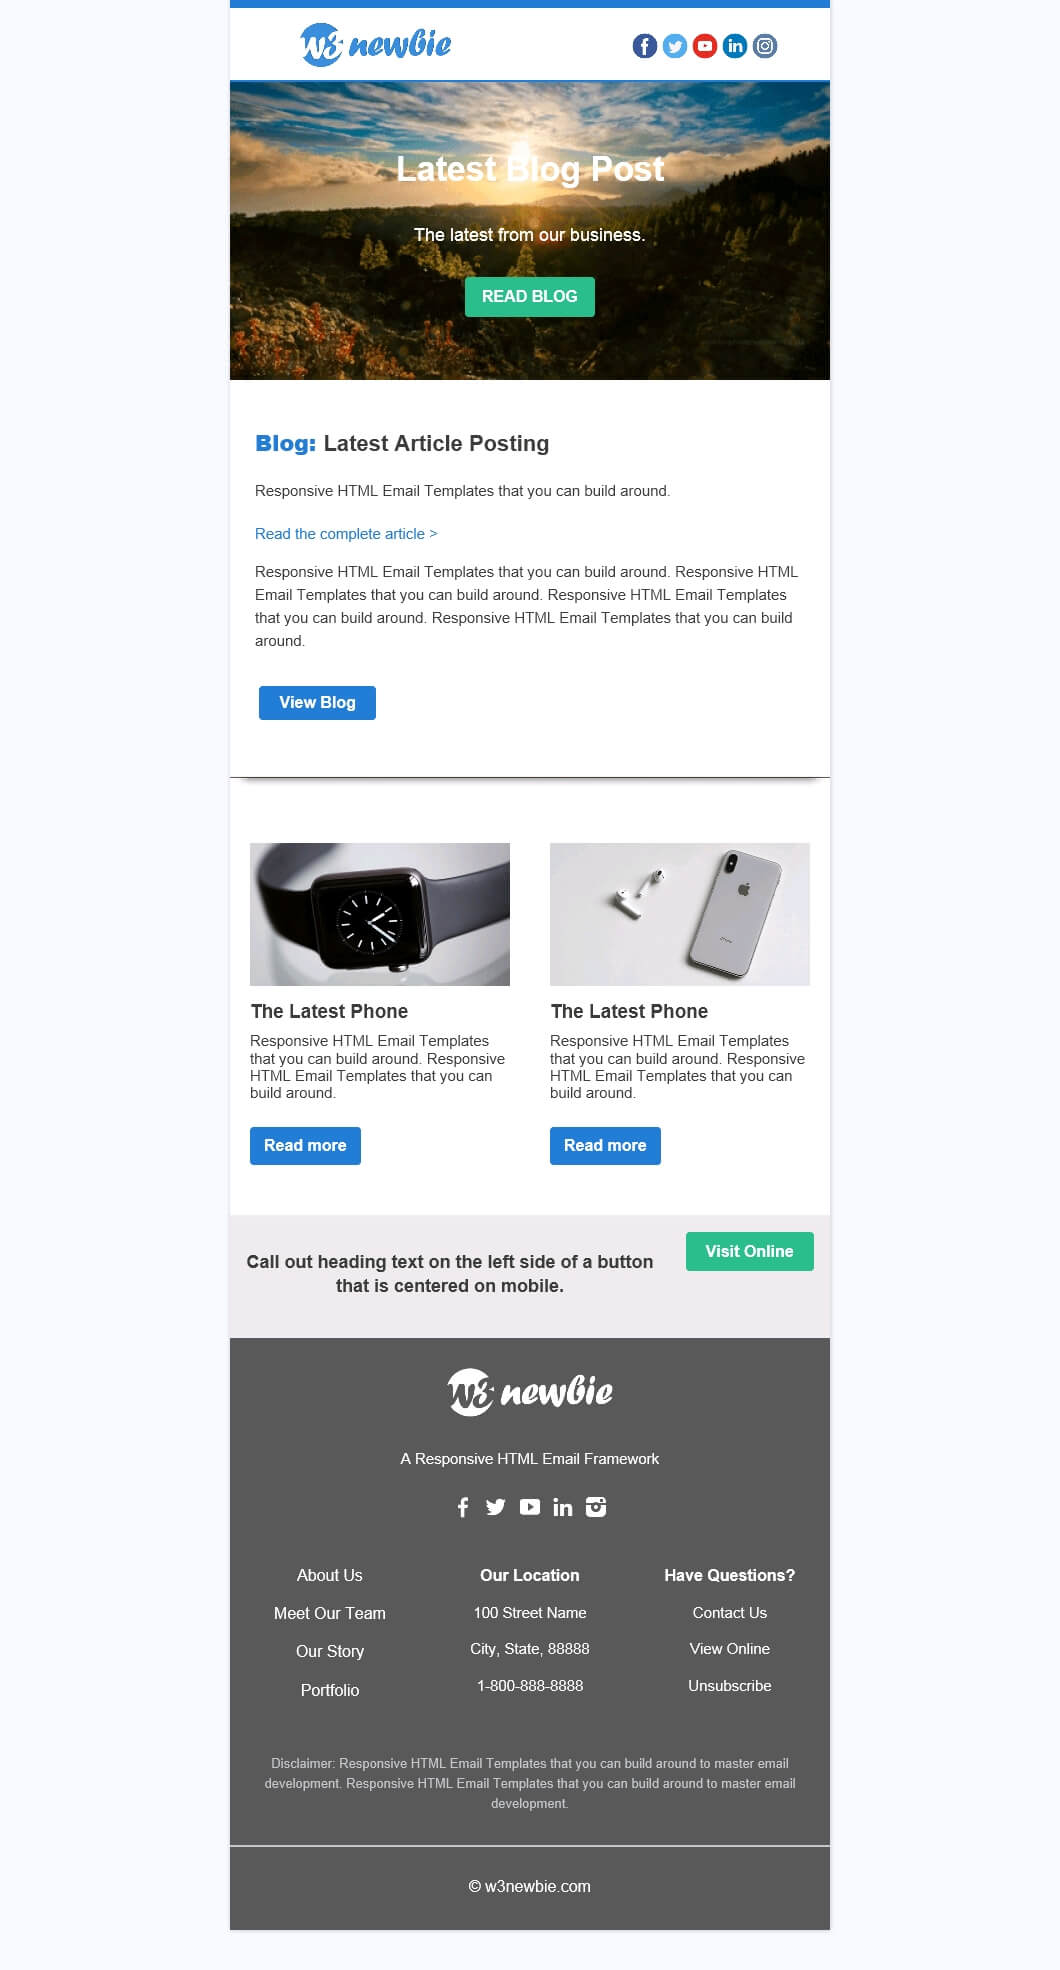 w3 newbie
Latest Blog Post
The latest from our business.
READ BLOG
Blog: Latest Article Posting
Responsive HTML Email Templates that you can build around.
Read the complete article >
Responsive HTML Email Templates that you can build around. Responsive HTML
Email Templates that you can build around. Responsive HTML Email Templates
that you can build around. Responsive HTML Email Templates that you can build
around.
View Blog
The Latest Phone
Responsive HTML Email Templates
that you can build around. Responsive
HTML Email Templates that you can
build around.
Read more
The Latest Phone
Responsive HTML Email Templates
that you can build around. Responsive
HTML Email Templates that you can
build around.
Read more
Call out heading text on the left side of a button
that is centered on mobile.
Visit Online
w3 newbie
A Responsive HTML Email Framework
About Us
Meet Our Team
Our Story
Portfolio
Our Location
100 Street Name
City, State, 88888
1-800-888-8888
Have Questions?
Contact Us
View Online
Unsubscribe
Disclaimer: Responsive HTML Email Templates that you can build around to master email
development. Responsive HTML Email Templates that you can build around to master email
development.
© w3newbie.com